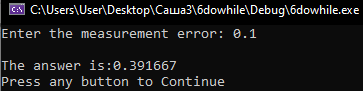 C:\Users\User\Desktop\Саша3\6dowhile\Debug\6dowhile.exe
Enter the measurement error: 0.1
The answer is:0.391667
Press any button to Continue